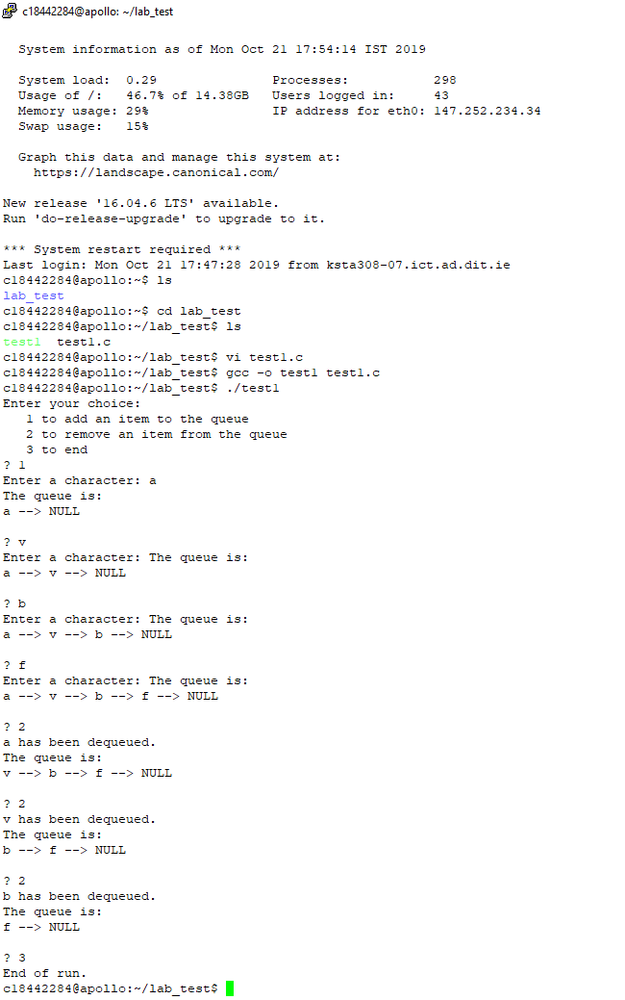 c18442284@apollo: ~/lab_test
System information as of Mon Oct 21 17:54:14 IST 2019
System load:  0.29               Processes:           298
Usage of /:   46.7% of 14.38GB   Users logged in:     43
Memory usage: 29%                IP address for eth0: 147.252.234.34
Swap usage:   15%
Graph this data and manage this system at:
https://landscape.canonical.com/
New release '16.04.6 LTS' available.
Run 'do-release-upgrade' to upgrade to it.
*** System restart required ***
Last login: Mon Oct 21 17:47:28 2019 from ksta308-07.ict.ad.dit.ie
c18442284@apollo:~$ ls
lab_test
c18442284@apollo:~$ cd lab_test
c18442284@apollo:~/lab_test$ ls
test1  test1.c
c18442284@apollo:~/lab_test$ vi test1.c
c18442284@apollo:~/lab_test$ gcc -o test1 test1.c
c18442284@apollo:~/lab_test$ ./test1
Enter your choice:
1 to add an item to the queue
2 to remove an item from the queue
3 to end
? 1
Enter a character: a
The queue is:
a --> NULL
? v
Enter a character: The queue is:
a --> v --> NULL
? b
Enter a character: The queue is:
a --> v --> b --> NULL
? f
Enter a character: The queue is:
a --> v --> b --> f --> NULL
? 2
a has been dequeued.
The queue is:
v --> b --> f --> NULL
? 2
v has been dequeued.
The queue is:
b --> f --> NULL
? 2
b has been dequeued.
The queue is:
f --> NULL
? 3
End of run.
c18442284@apollo:~/lab_test$